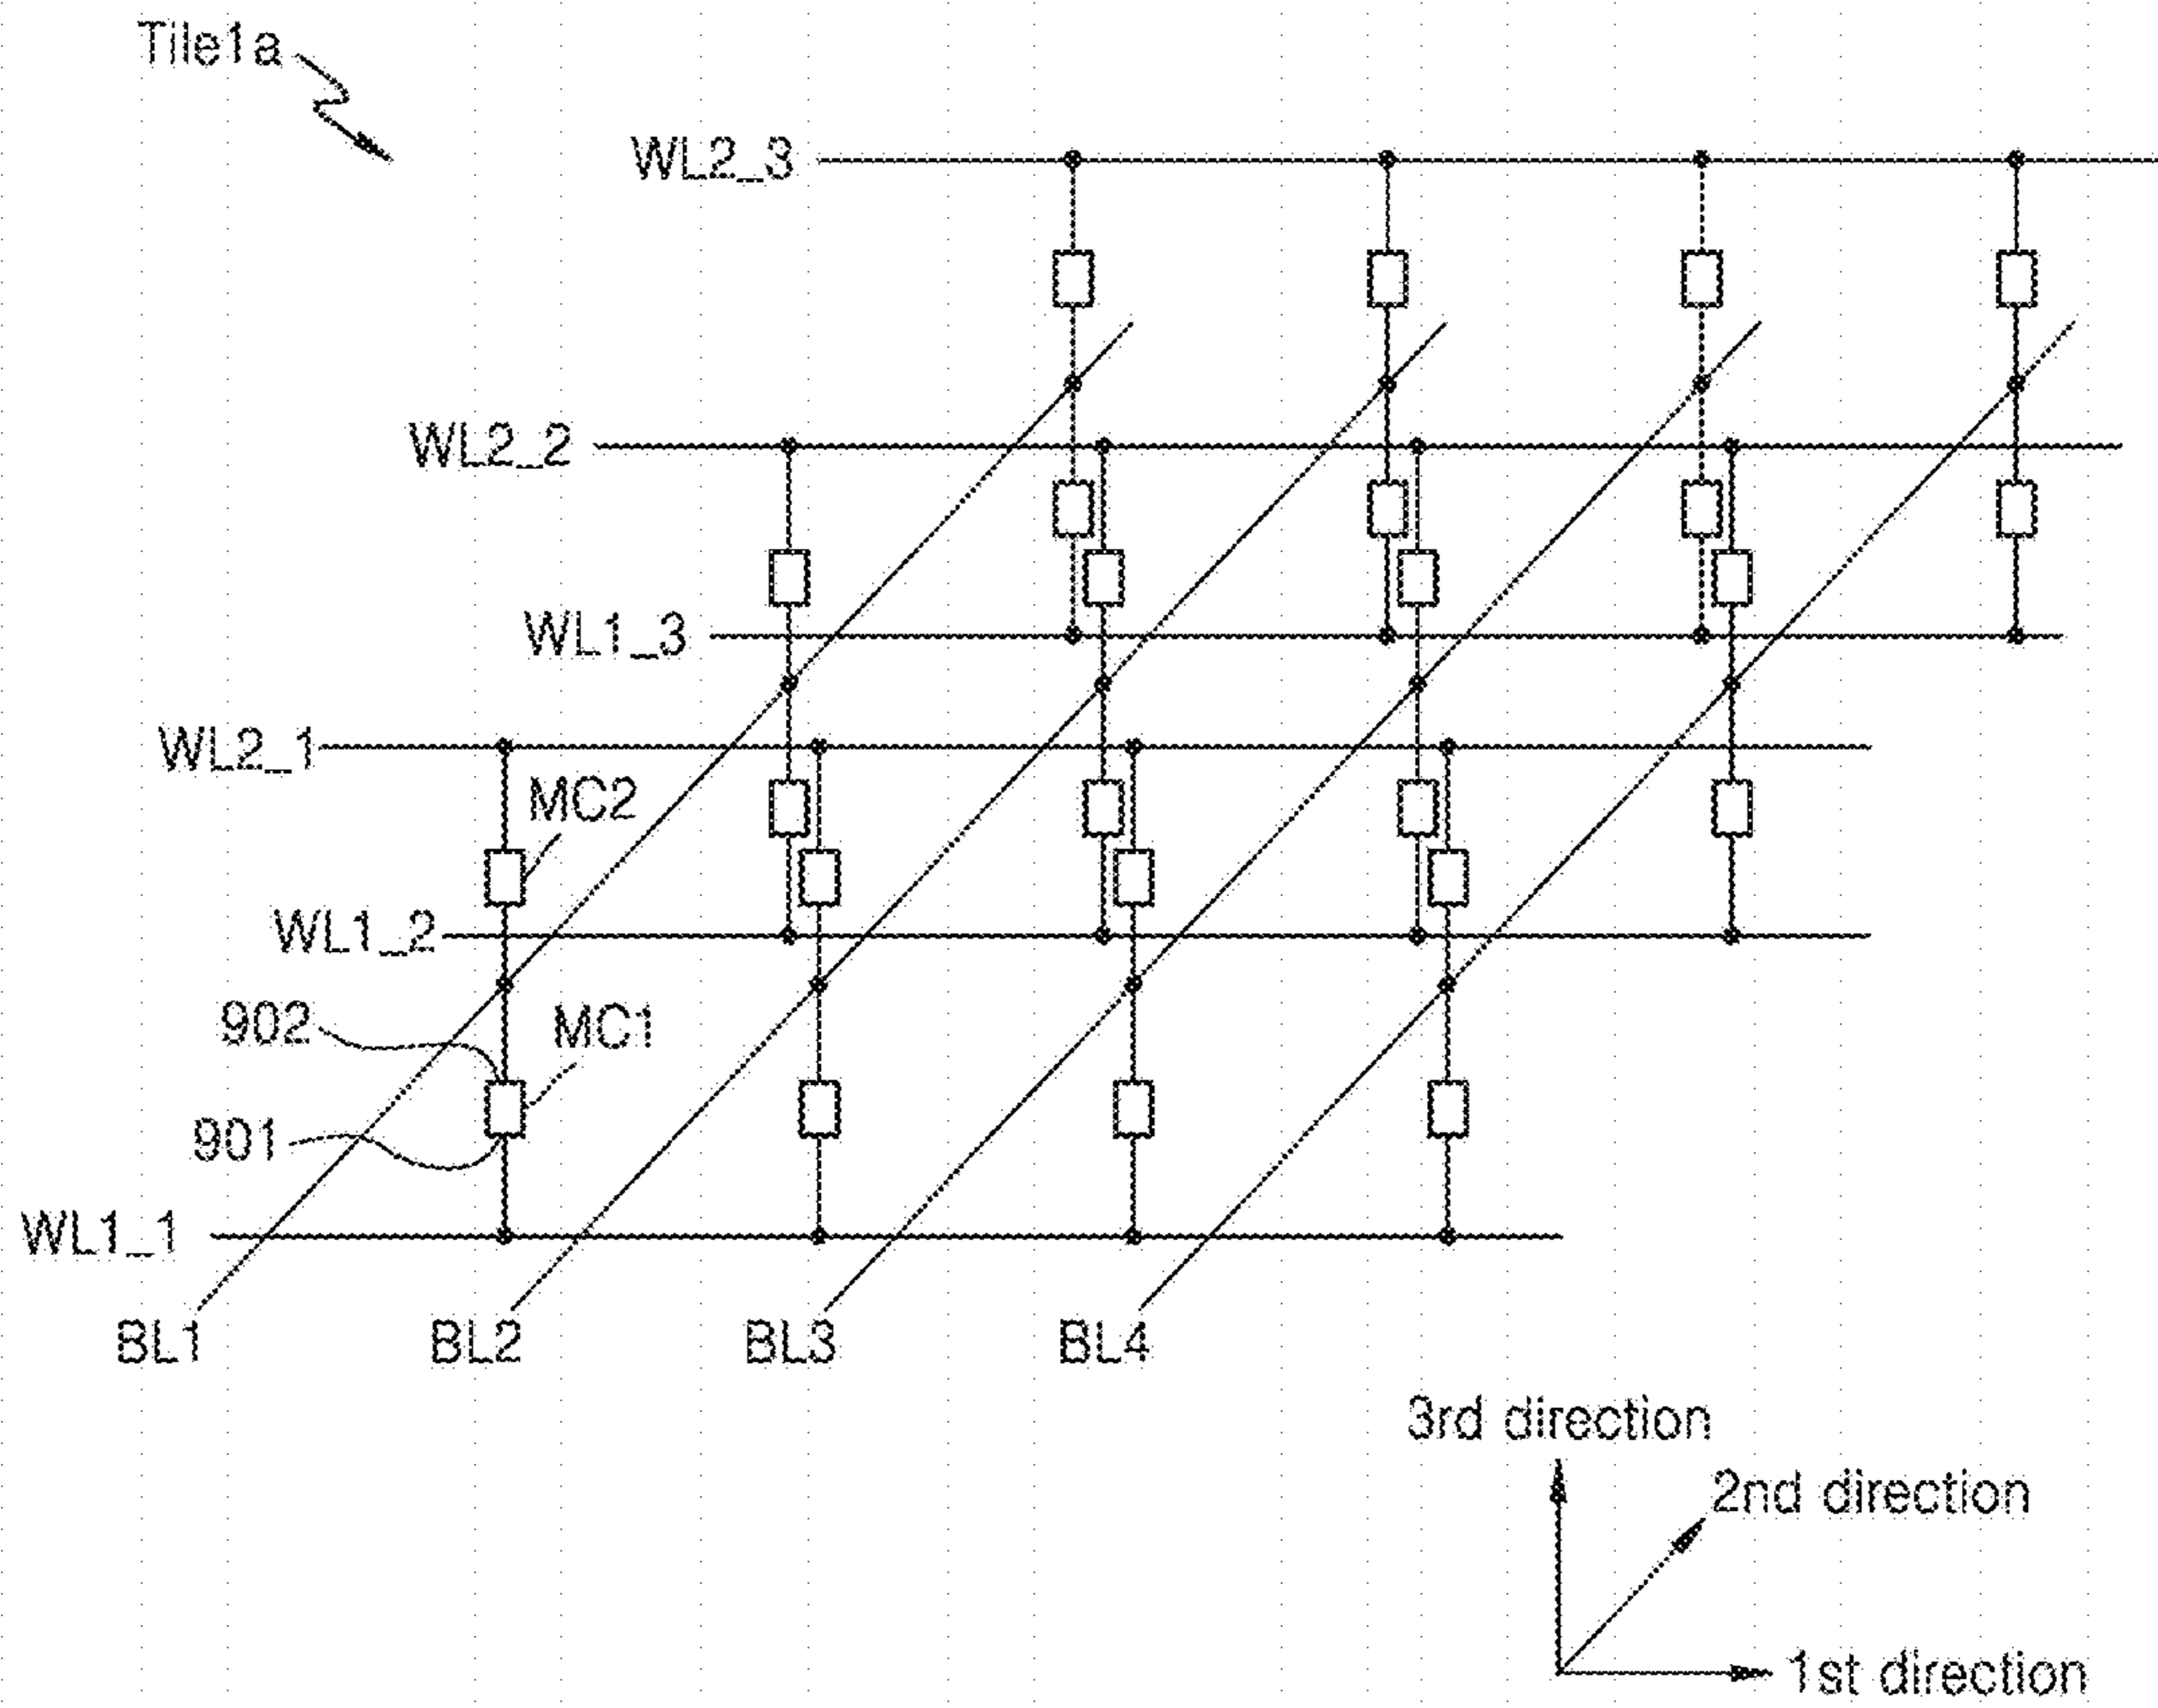 Tile1a
WL2_3
WL2_2
WL1_3
WL2_1
MC2
WL1_2
902
MC1
901
WL1_1
BL1
BL2
BL3
BL4
3rd direction
2nd direction
1st direction